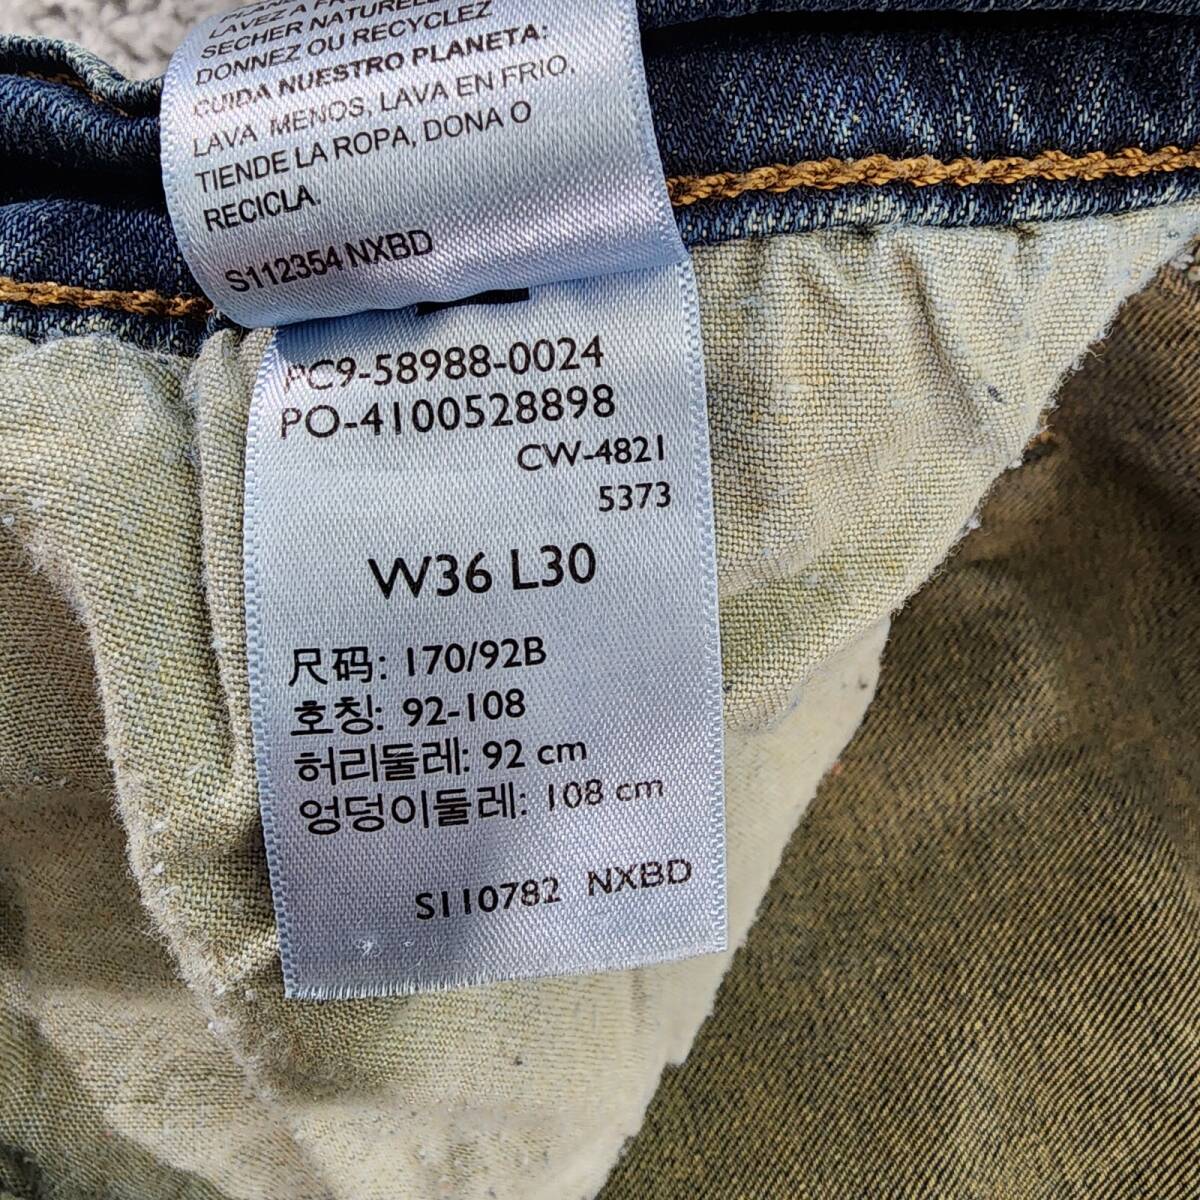 LAVEZ A
SECHER NATURELL
DONNEZ OU RECYCLEZ
CUIDA NUESTRO PLANETA:
LAVA MENOS, LAVA EN FRIO,
TIENDE LA ROPA, DONA O
RECICLA.
S112354 NXBD
PC9-58988-0024
PO-4100528898
CW-4821
5373
W36 L30
尺码: 170/92B
호칭: 92-108
허리둘레: 92 cm
엉덩이둘레: 108 cm
S110782 NXBD